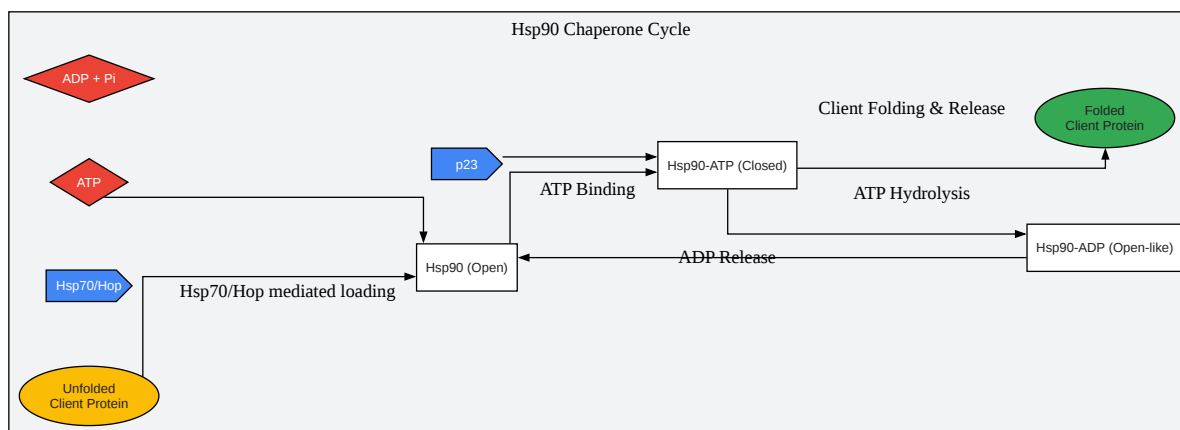 Hsp90 Chaperone Cycle
ADP + Pi
Client Folding & Release
Folded
Client Protein
p23
Hsp90-ATP (Closed)
ATP
ATP Binding
ATP Hydrolysis
Hsp90 (Open)
ADP Release
Hsp90-ADP (Open-like)
Hsp70/Hop
Hsp70/Hop mediated loading
Unfolded
Client Protein